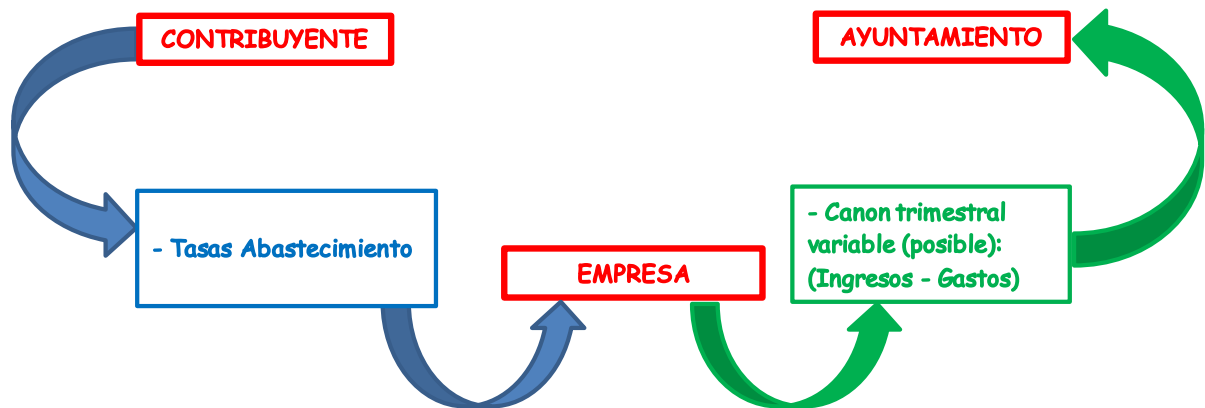 CONTRIBUYENTE
AYUNTAMIENTO
- Tasas Abastecimiento
EMPRESA
- Canon trimestral
variable (posible):
(Ingresos - Gastos)